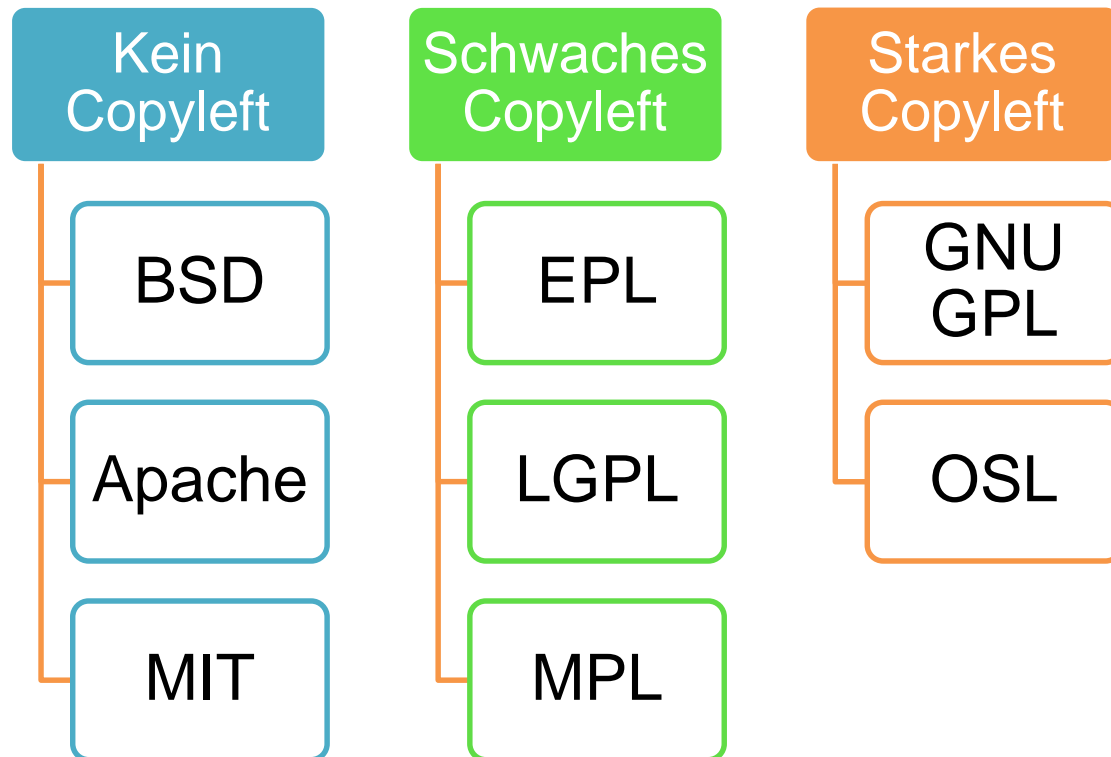 Kein
Copyleft
BSD
Apache
MIT
Schwaches
Copyleft
EPL
LGPL
MPL
Starkes
Copyleft
GNU
GPL
OSL